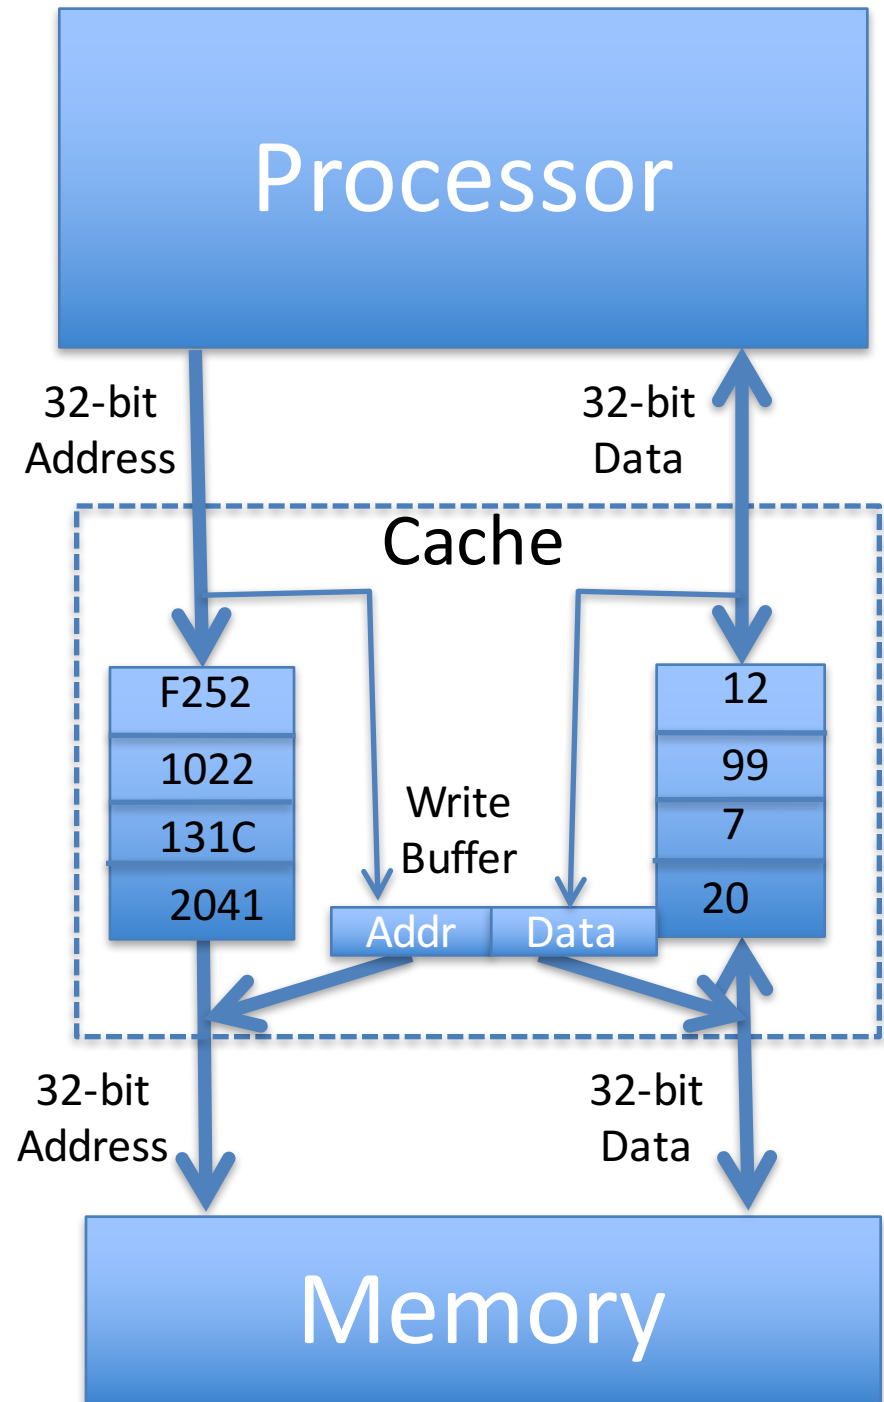 Processor
32-bit
Address
32-bit
Data
Cache
F252
1022
131C
2041
Write
Buffer
Addr
Data
12
99
7
20
32-bit
Address
32-bit
Data
Memory